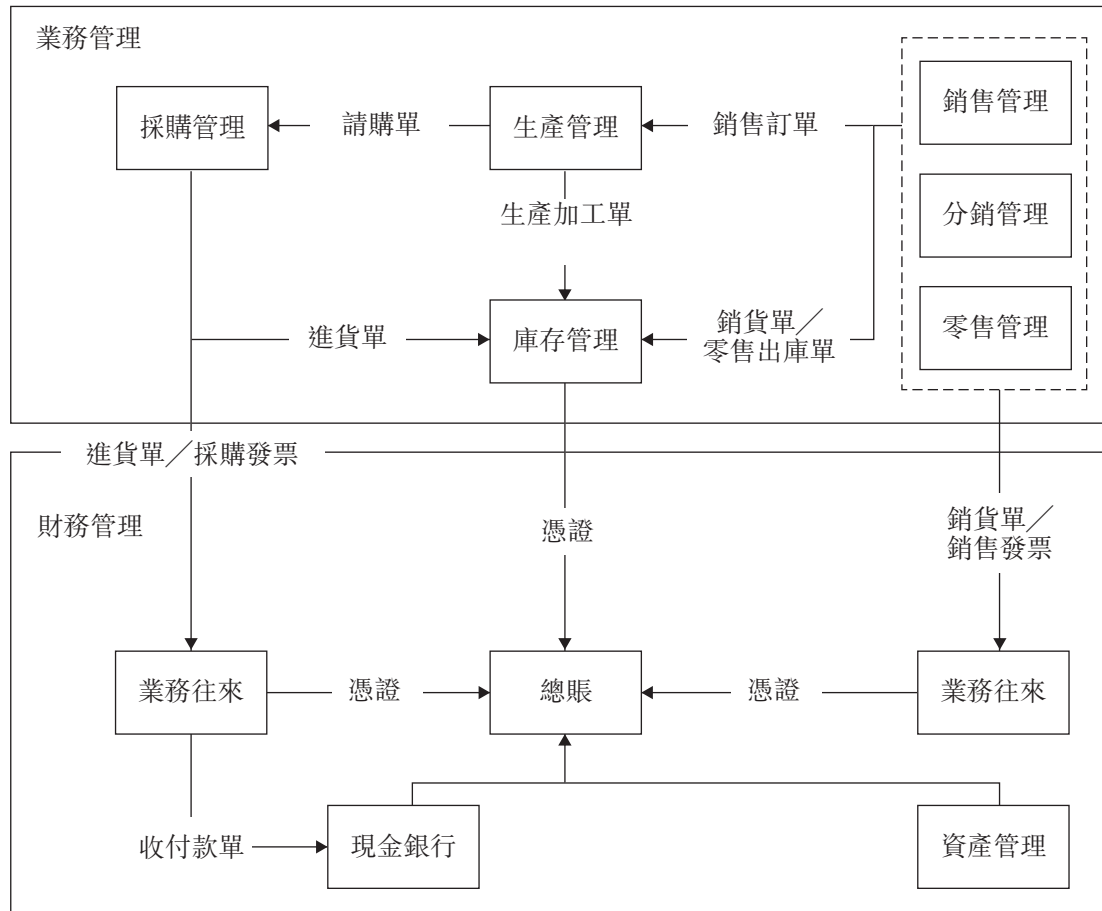 業務管理
銷售管理
採購管理
請購單
生產管理
銷售訂單
分銷管理
生產加工單
零售管理
進貨單
庫存管理
銷貨單／
零售出庫單
進貨單／採購發票
財務管理
憑證
銷貨單／
銷售發票
業務往來
憑證
總賬
憑證
業務往來
收付款單
現金銀行
資產管理